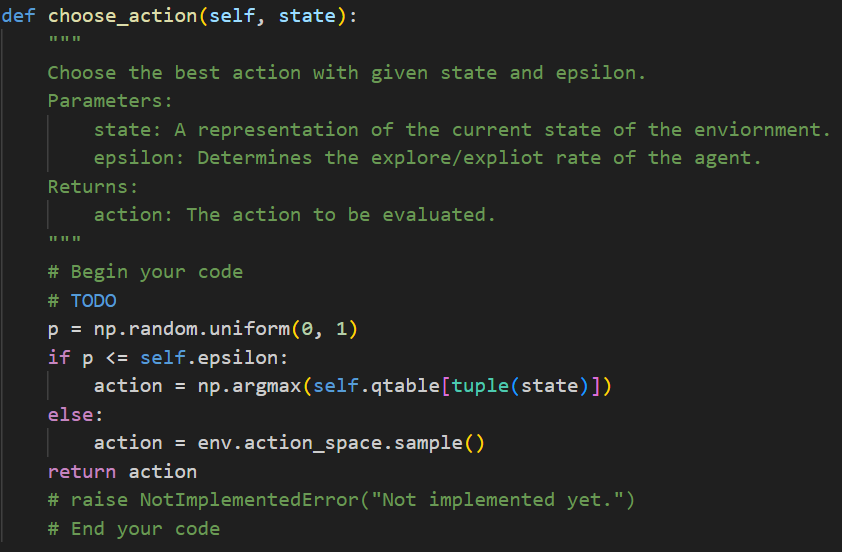 def choose_action(self, state):
"""
Choose the best action with given state and epsilon.
Parameters:
state: A representation of the current state of the enviornment.
epsilon: Determines the explore/expliot rate of the agent.
Returns:
action: The action to be evaluated.
"""
# Begin your code
# TODO
p = np.random.uniform(0, 1)
if p <= self.epsilon:
action = np.argmax(self.qtable[tuple(state)])
else:
action = env.action_space.sample()
return action
# raise NotImplementedError("Not implemented yet.")
# End your code